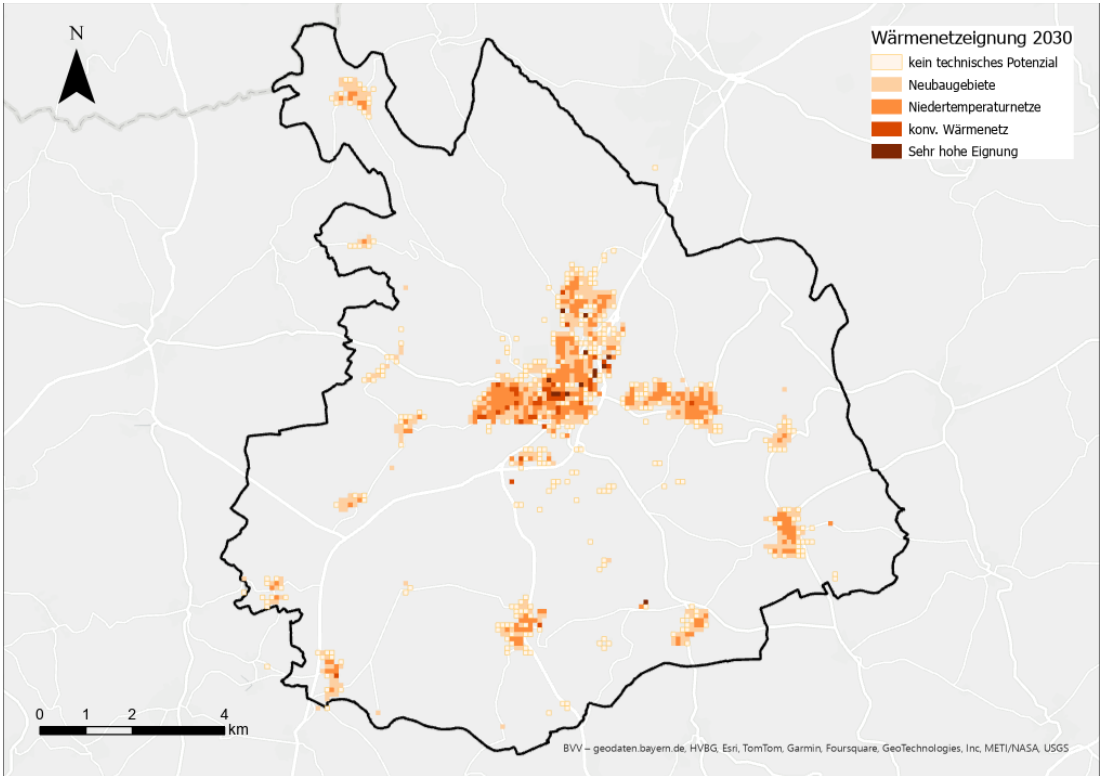 N
Wärmenetzeignung 2030
kein technisches Potenzial
Neubaugebiete
Niedertemperaturnetze
konv. Wärmenetz
Sehr hohe Eignung
0 1 2 4
km
BVV – geodaten.bayern.de, HVBG, Esri, TomTom, Garmin, Foursquare, GeoTechnologies, Inc, METI/NASA, USGS